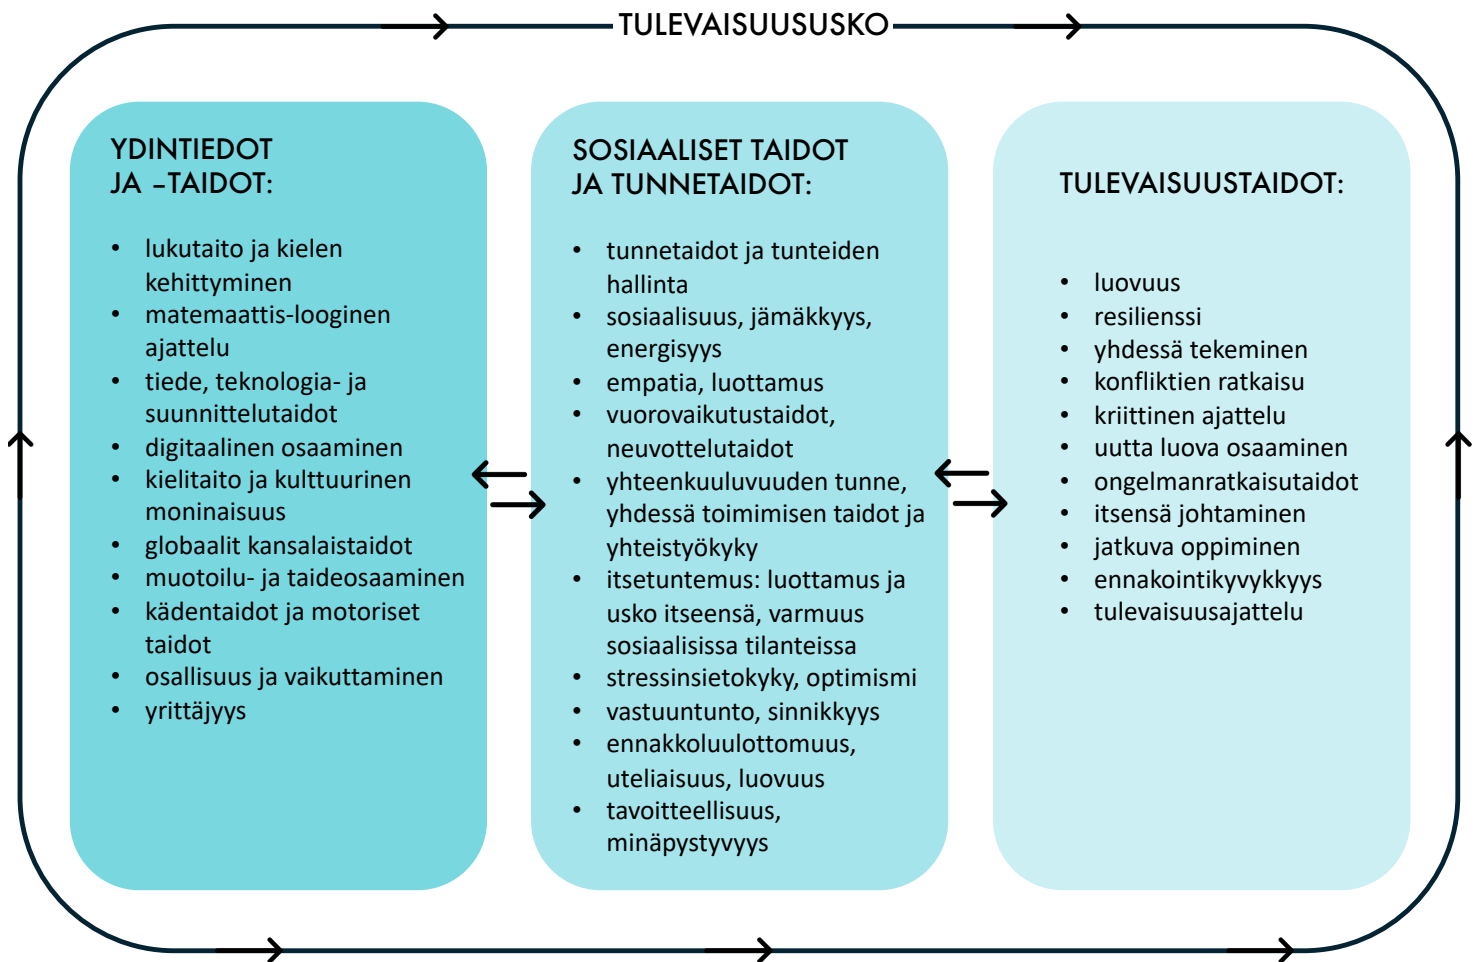 TULEVAISUUSUSKO
YDINTIEDOT
JA –TAIDOT:
• lukutaito ja kielen
kehittyminen
• matemaattis-looginen
ajattelu
• tiede, teknologia- ja
suunnittelutaidot
• digitaalinen osaaminen
• kielitaito ja kulttuurinen
moninaisuus
• globaalit kansalaistaidot
• muotoilu- ja taideosaaminen
• kädentaidot ja motoriset
taidot
• osallisuus ja vaikuttaminen
• yrittäjyys
SOSIAALISET TAIDOT
JA TUNNETAIDOT:
• tunnetaidot ja tunteiden
hallinta
• sosiaalisuus, jämäkkyys,
energisyys
• empatia, luottamus
• vuorovaikutustaidot,
neuvottelutaidot
• yhteenkuuluvuuden tunne,
yhdessä toimimisen taidot ja
yhteistyökyky
• itsetuntemus: luottamus ja
usko itseensä, varmuus
sosiaalisissa tilanteissa
• stressinsietokyky, optimismi
• vastuuntunto, sinnikkyys
• ennakkoluulottomuus,
uteliaisuus, luovuus
• tavoitteellisuus,
minäpystyvyys
TULEVAISUUSTAIDOT:
• luovuus
• resilienssi
• yhdessä tekeminen
• konfliktien ratkaisu
• kriittinen ajattelu
• uutta luova osaaminen
• ongelmanratkaisutaidot
• itsensä johtaminen
• jatkuva oppiminen
• ennakointikyvykkyys
• tulevaisuusajattelu